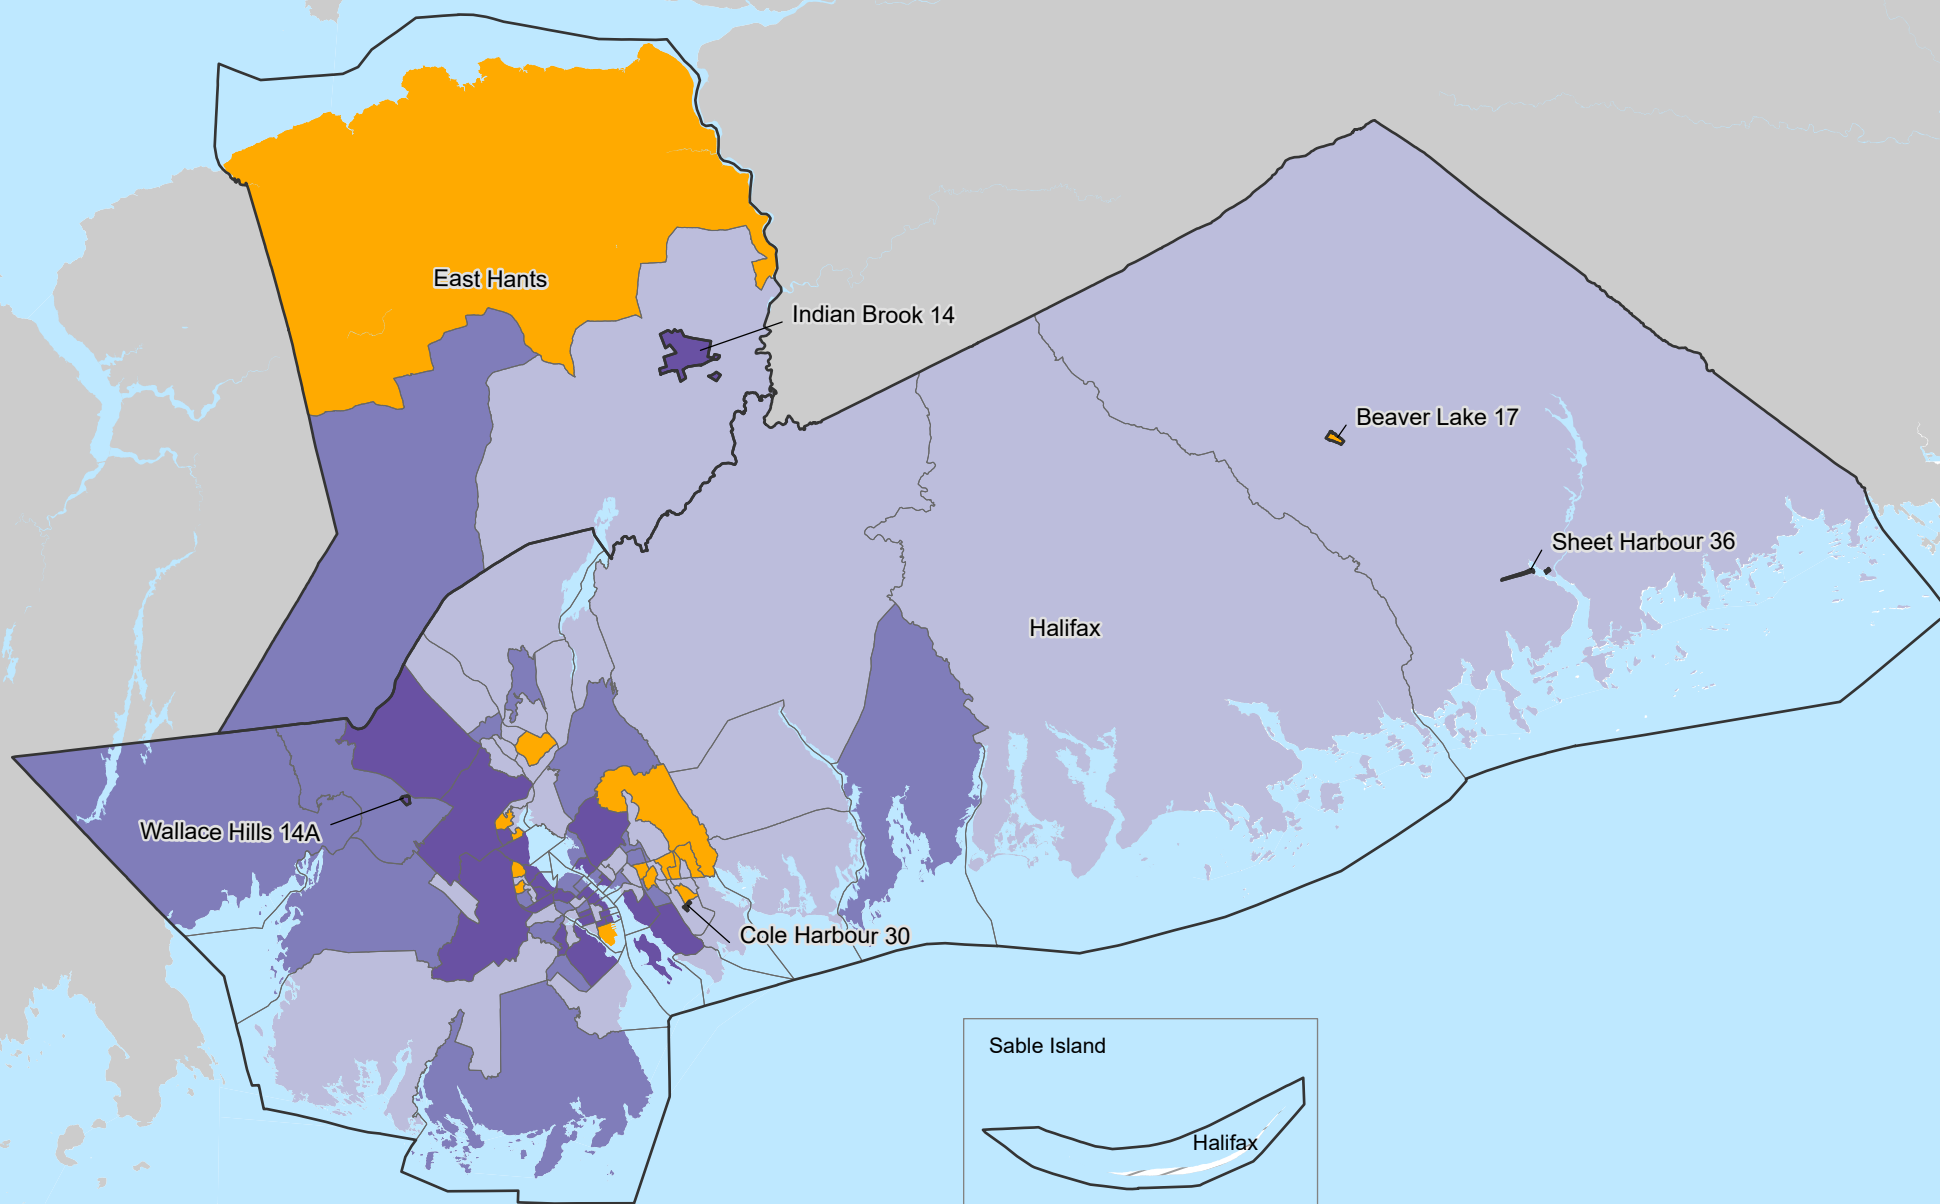 East Hants
Indian Brook 14
Beaver Lake 17
Sheet Harbour 36
Halifax
Wallace Hills 14A
Cole Harbour 30
Sable Island
Halifax